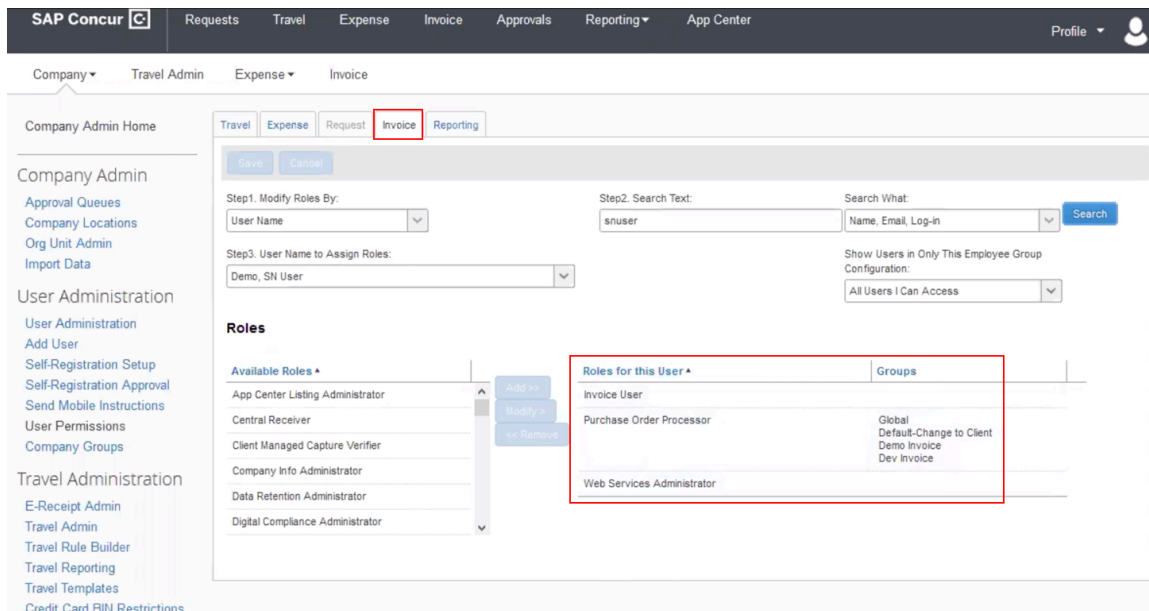 SAP Concur C
Requests Travel Expense Invoice Approvals Reporting App Center
Profile
Company Travel Admin Expense Invoice
Company Admin Home
Company Admin
Approval Queues
Company Locations
Org Unit Admin
Import Data
User Administration
User Administration
Add User
Self-Registration Setup
Self-Registration Approval
Send Mobile Instructions
User Permissions
Company Groups
Travel Administration
E-Receipt Admin
Travel Admin
Travel Rule Builder
Travel Reporting
Travel Templates
Credit Card BIN Restrictions
Travel Expense Request Invoice Reporting
Save Cancel
Step1. Modify Roles By:
User Name
Step2. Search Text:
snuser
Search What:
Name, Email, Log-in
Search
Step3. User Name to Assign Roles:
Demo, SN User
Show Users in Only This Employee Group
Configuration:
All Users I Can Access
Roles
Available Roles
App Center Listing Administrator
Central Receiver
Client Managed Capture Verifier
Company Info Administrator
Data Retention Administrator
Digital Compliance Administrator
Add >>
Modify >
<< Remove
Roles for this User Groups
Invoice User
Purchase Order Processor Global
Default-Change to Client
Demo Invoice
Dev Invoice
Web Services Administrator